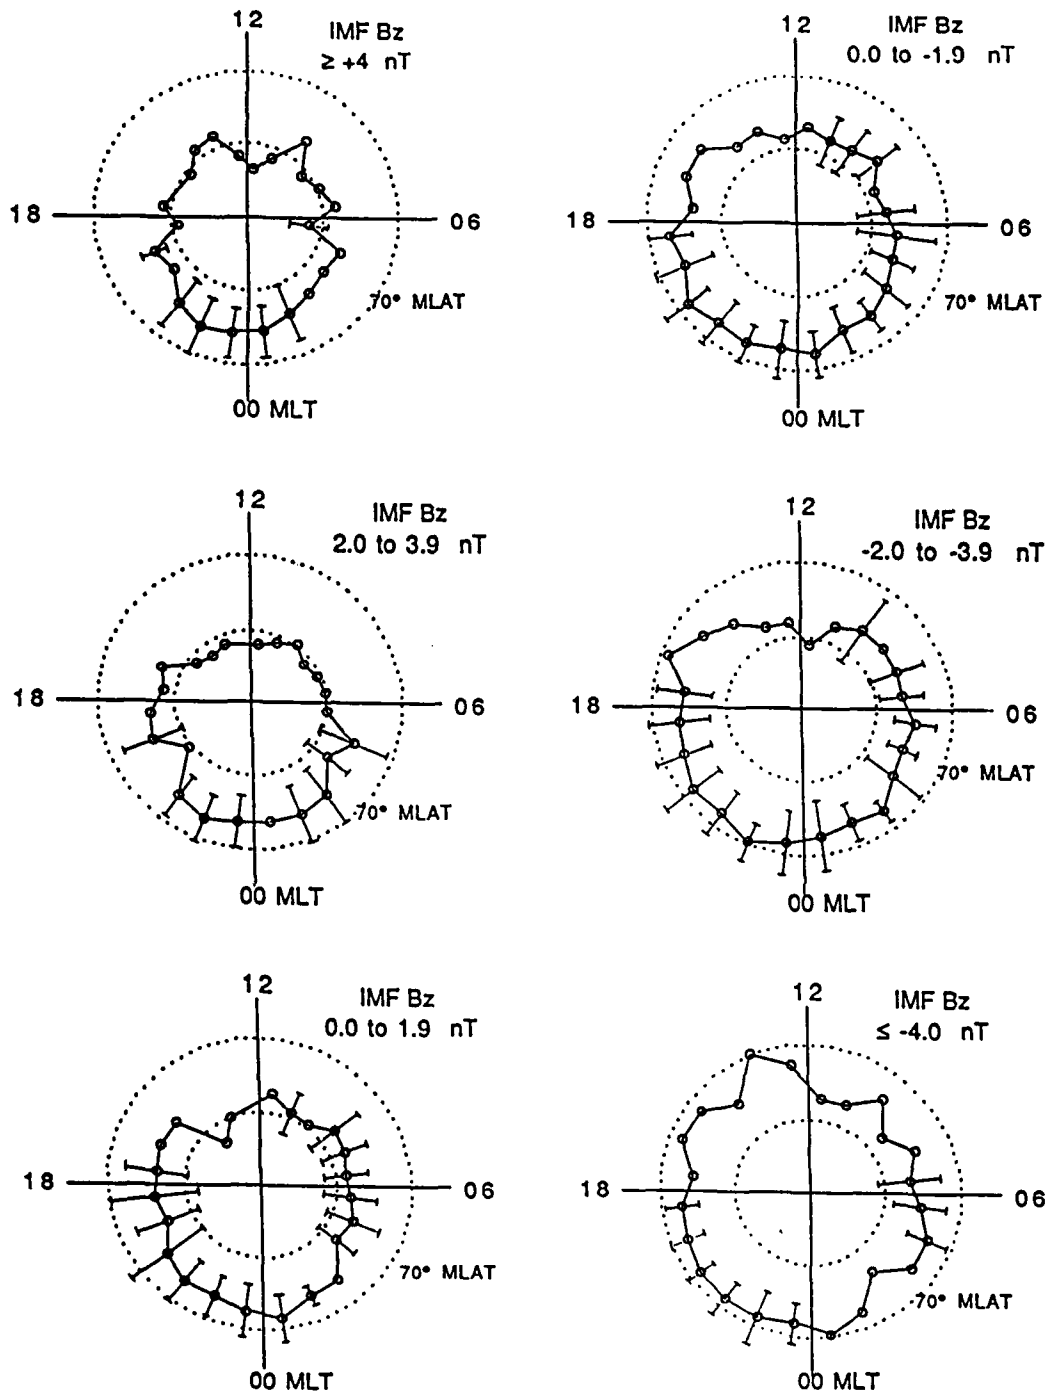 12
IMF Bz
≥ +4 nT
18
06
70° MLAT
00 MLT
12
IMF Bz
0.0 to -1.9 nT
18
06
70° MLAT
00 MLT
12
IMF Bz
2.0 to 3.9 nT
18
06
70° MLAT
00 MLT
12
IMF Bz
-2.0 to -3.9 nT
18
06
70° MLAT
00 MLT
12
IMF Bz
0.0 to 1.9 nT
18
06
70° MLAT
00 MLT
12
IMF Bz
≤ -4.0 nT
18
06
70° MLAT
00 MLT